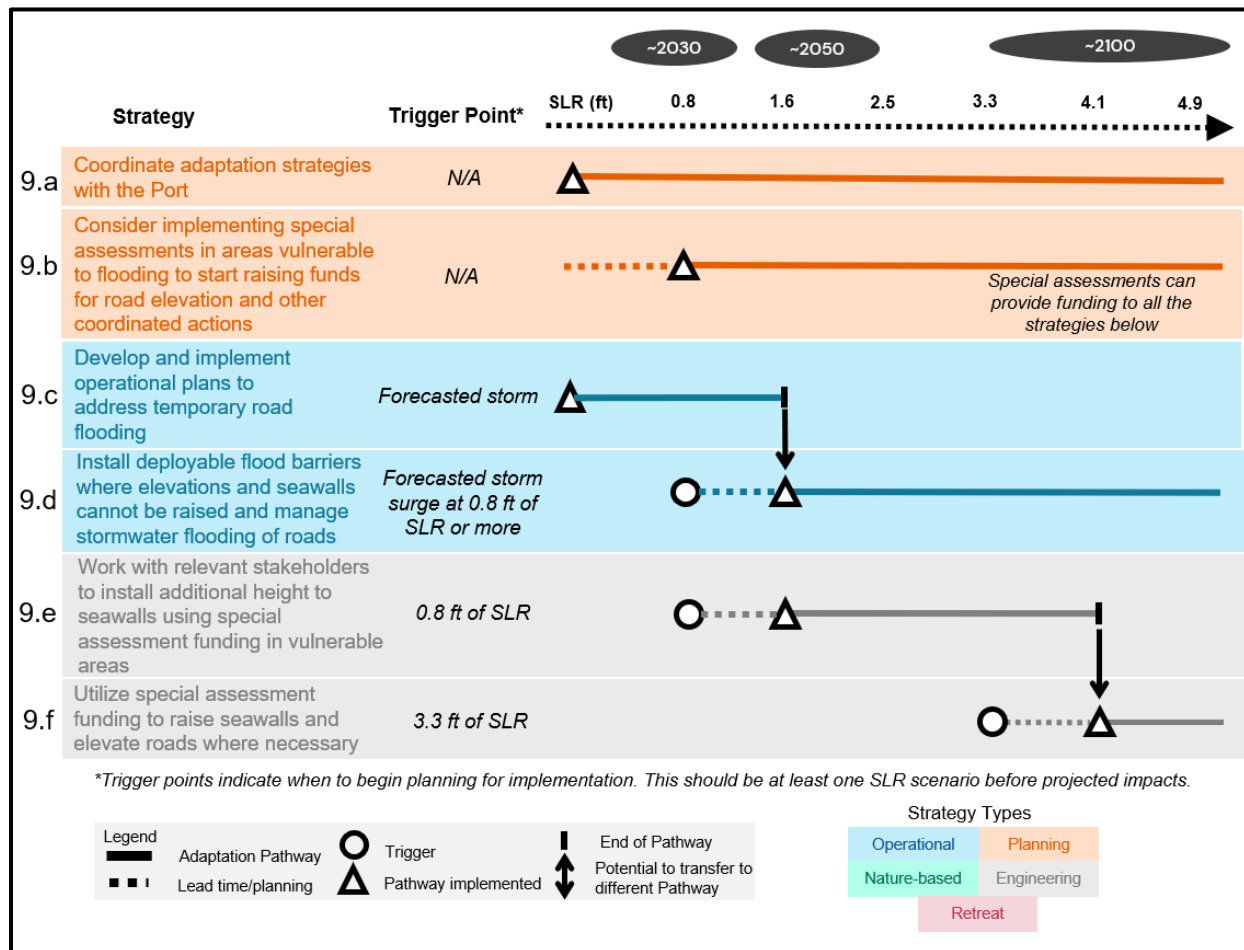 ~2030
~2050
~2100
Strategy
Trigger Point*
SLR (ft)
0.8
1.6
2.5
3.3
4.1
4.9
9.a
Coordinate adaptation strategies
with the Port
N/A
9.b
Consider implementing special
assessments in areas vulnerable
to flooding to start raising funds
for road elevation and other
coordinated actions
N/A
Special assessments can
provide funding to all the
strategies below
9.c
Develop and implement
operational plans to
address temporary road
flooding
Forecasted storm
9.d
Install deployable flood barriers
where elevations and seawalls
cannot be raised and manage
stormwater flooding of roads
Forecasted storm
surge at 0.8 ft of
SLR or more
9.e
Work with relevant stakeholders
to install additional height to
seawalls using special
assessment funding in vulnerable
areas
0.8 ft of SLR
9.f
Utilize special assessment
funding to raise seawalls and
elevate roads where necessary
3.3 ft of SLR
*Trigger points indicate when to begin planning for implementation. This should be at least one SLR scenario before projected impacts.
Legend
Adaptation Pathway
Lead time/planning
Trigger
Pathway implemented
End of Pathway
Potential to transfer to
different Pathway
Strategy Types
Operational
Planning
Nature-based
Engineering
Retreat